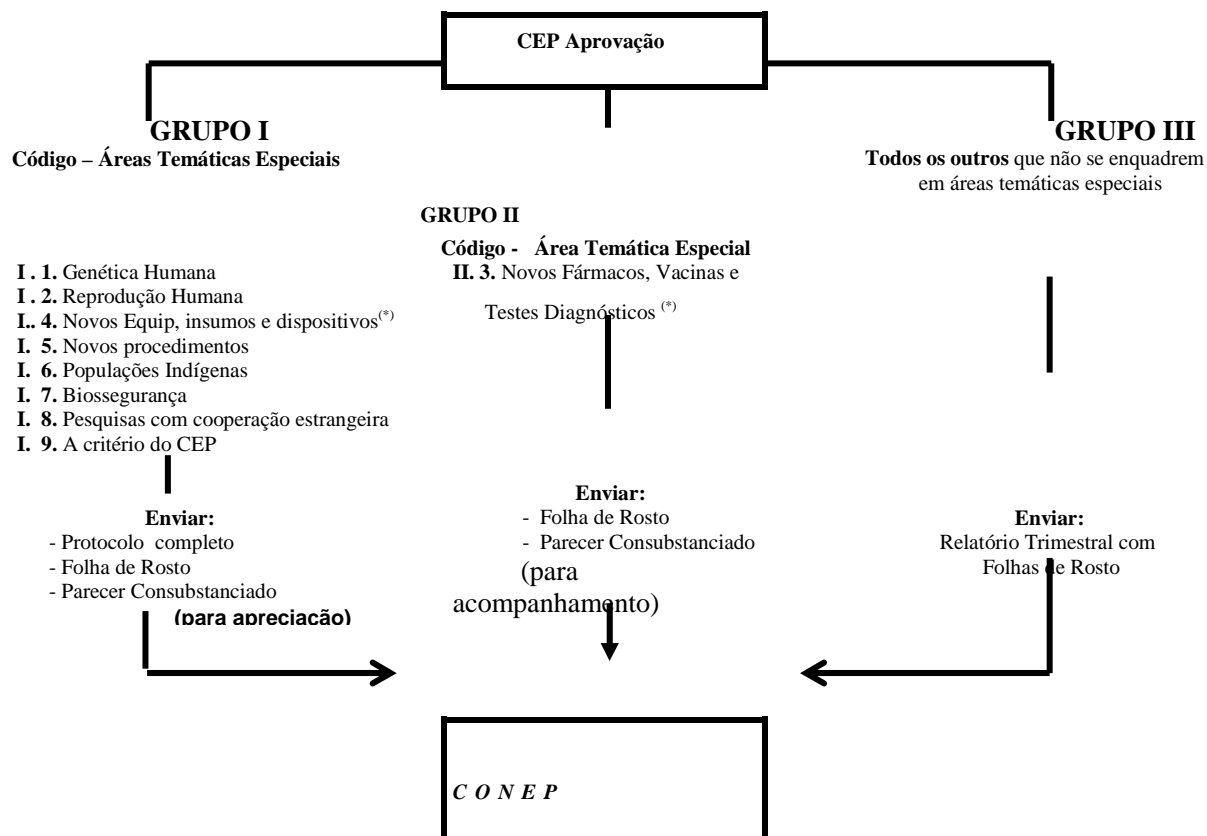 CEP Aprovação
GRUPO I
Código – Áreas Temáticas Especiais
I . 1. Genética Humana
I . 2. Reprodução Humana
I.. 4. Novos Equip, insumos e dispositivos(*)
I. 5. Novos procedimentos
I. 6. Populações Indígenas
I. 7. Biossegurança
I. 8. Pesquisas com cooperação estrangeira
I. 9. A critério do CEP
Enviar:
- Protocolo completo
- Folha de Rosto
- Parecer Consubstanciado
(para apreciação)
GRUPO II
Código - Área Temática Especial
II. 3. Novos Fármacos, Vacinas e
Testes Diagnósticos (*)
Enviar:
- Folha de Rosto
- Parecer Consubstanciado
(para
acompanhamento)
GRUPO III
Todos os outros que não se enquadrem
em áreas temáticas especiais
Enviar:
Relatório Trimestral com
Folhas de Rosto
C O N E P